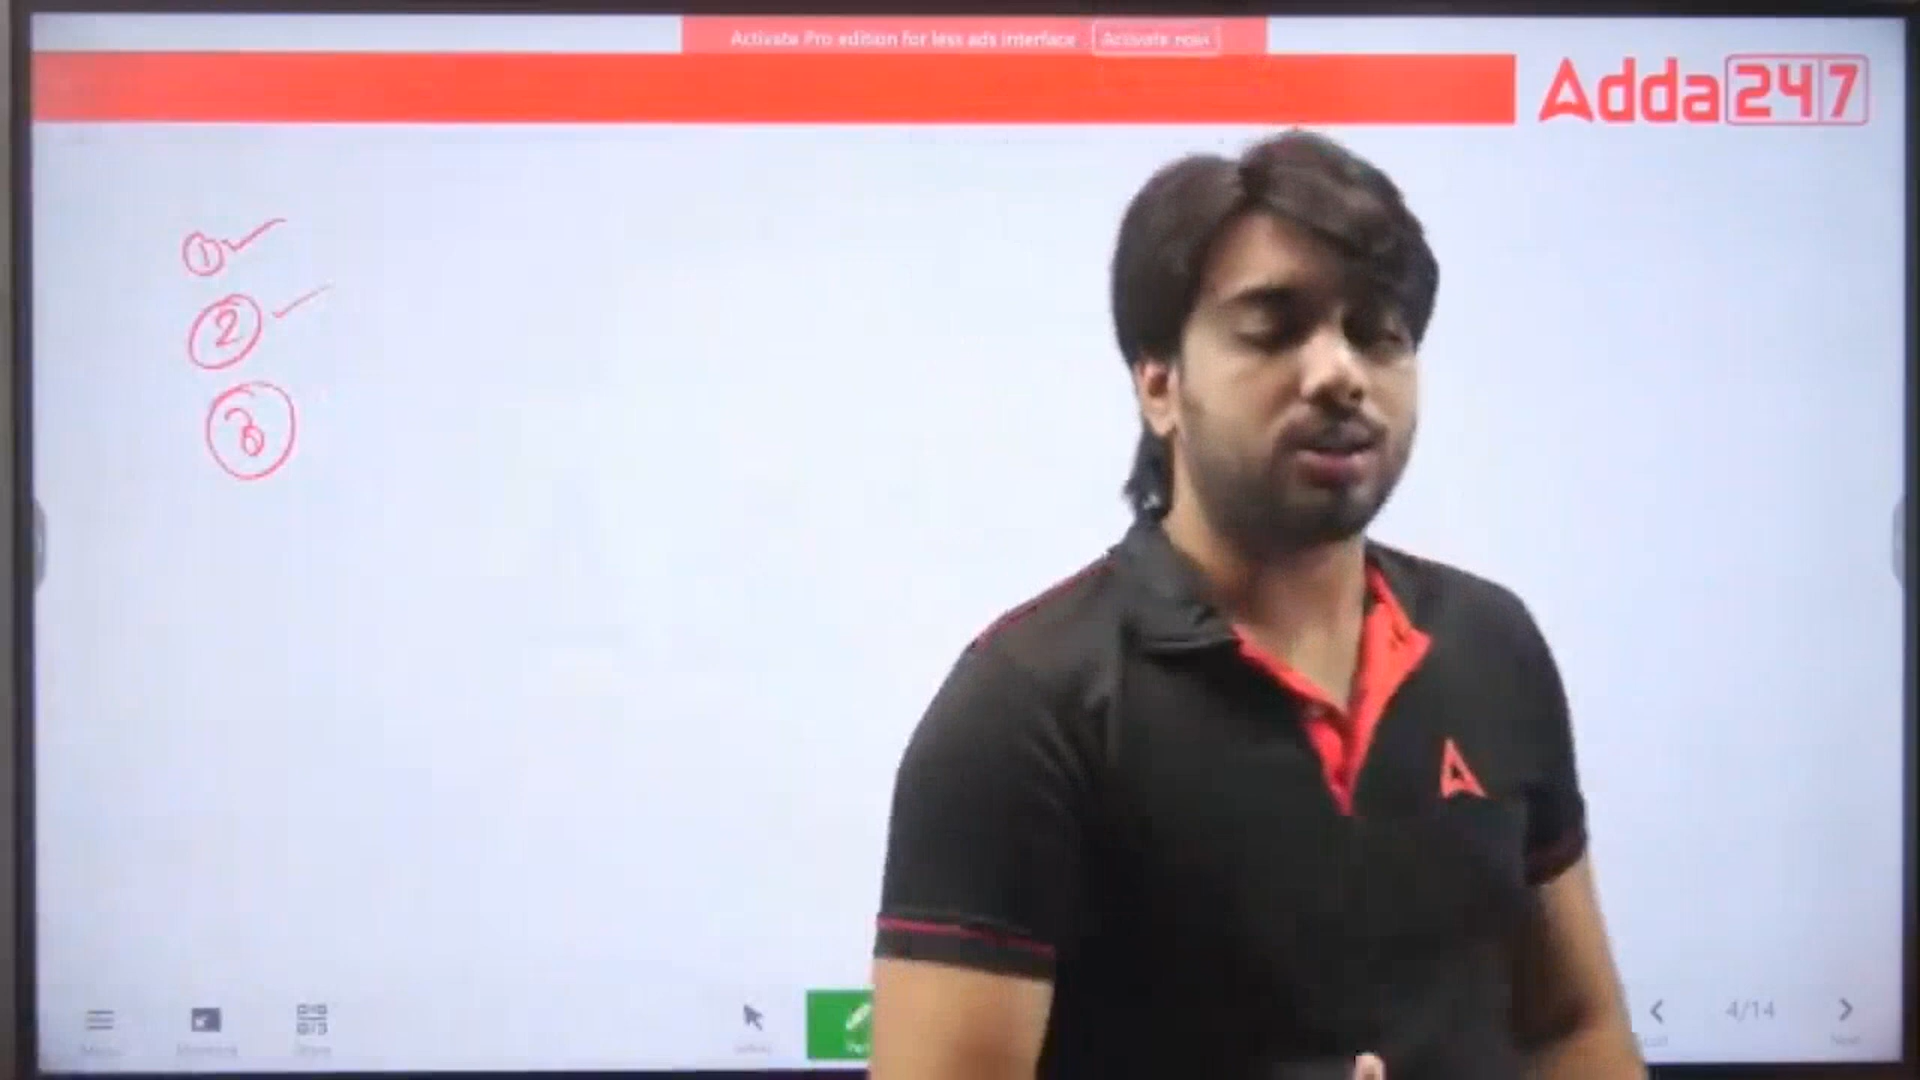 Activate Pro edition for less ads interface Activate now
Adda247
1
2
3
4/14